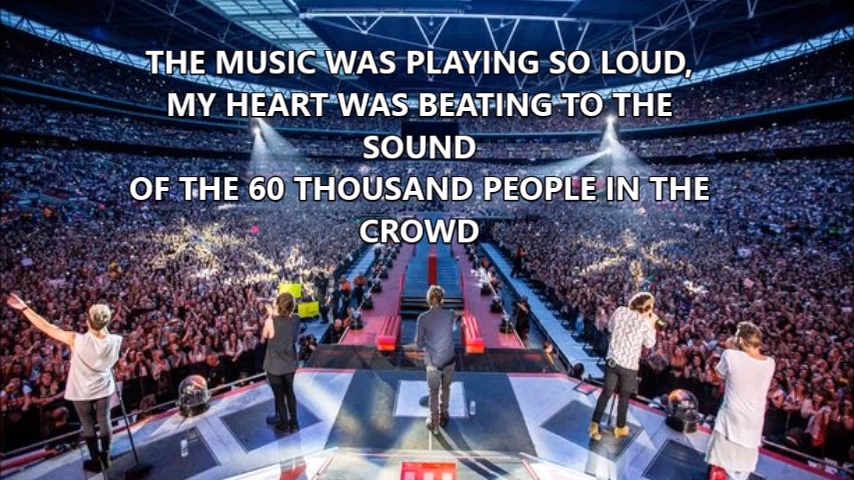 THE MUSIC WAS PLAYING SO LOUD,
MY HEART WAS BEATING TO THE
SOUND
OF THE 60 THOUSAND PEOPLE IN THE
CROWD